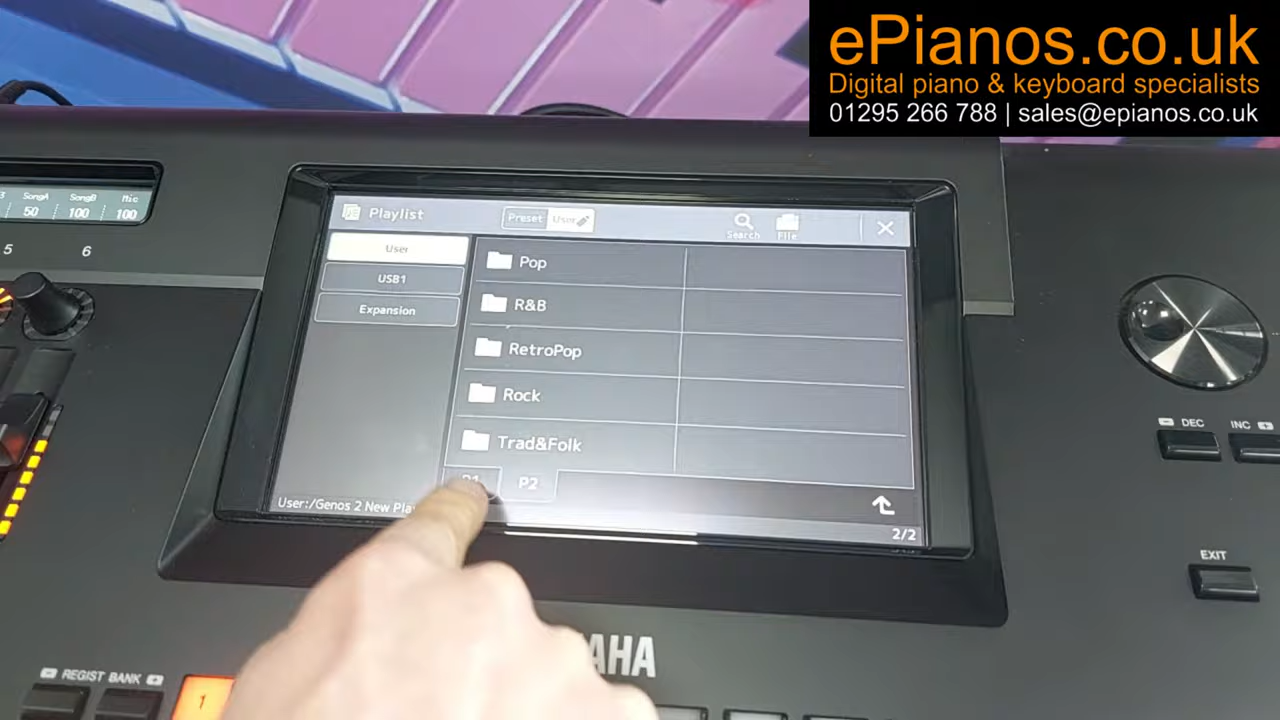 ePianos.co.uk
Digital piano & keyboard specialists
01295 266 788 | sales@epianos.co.uk
SongA SongB Mic
50 100 100
5 6
Playlist Preset User Search File
User
USB1
Expansion
Pop
R&B
RetroPop
Rock
Trad&Folk
P2
User:/Genos 2 New
2/2
DEC INC
EXIT
AHA
REGIST BANK
1